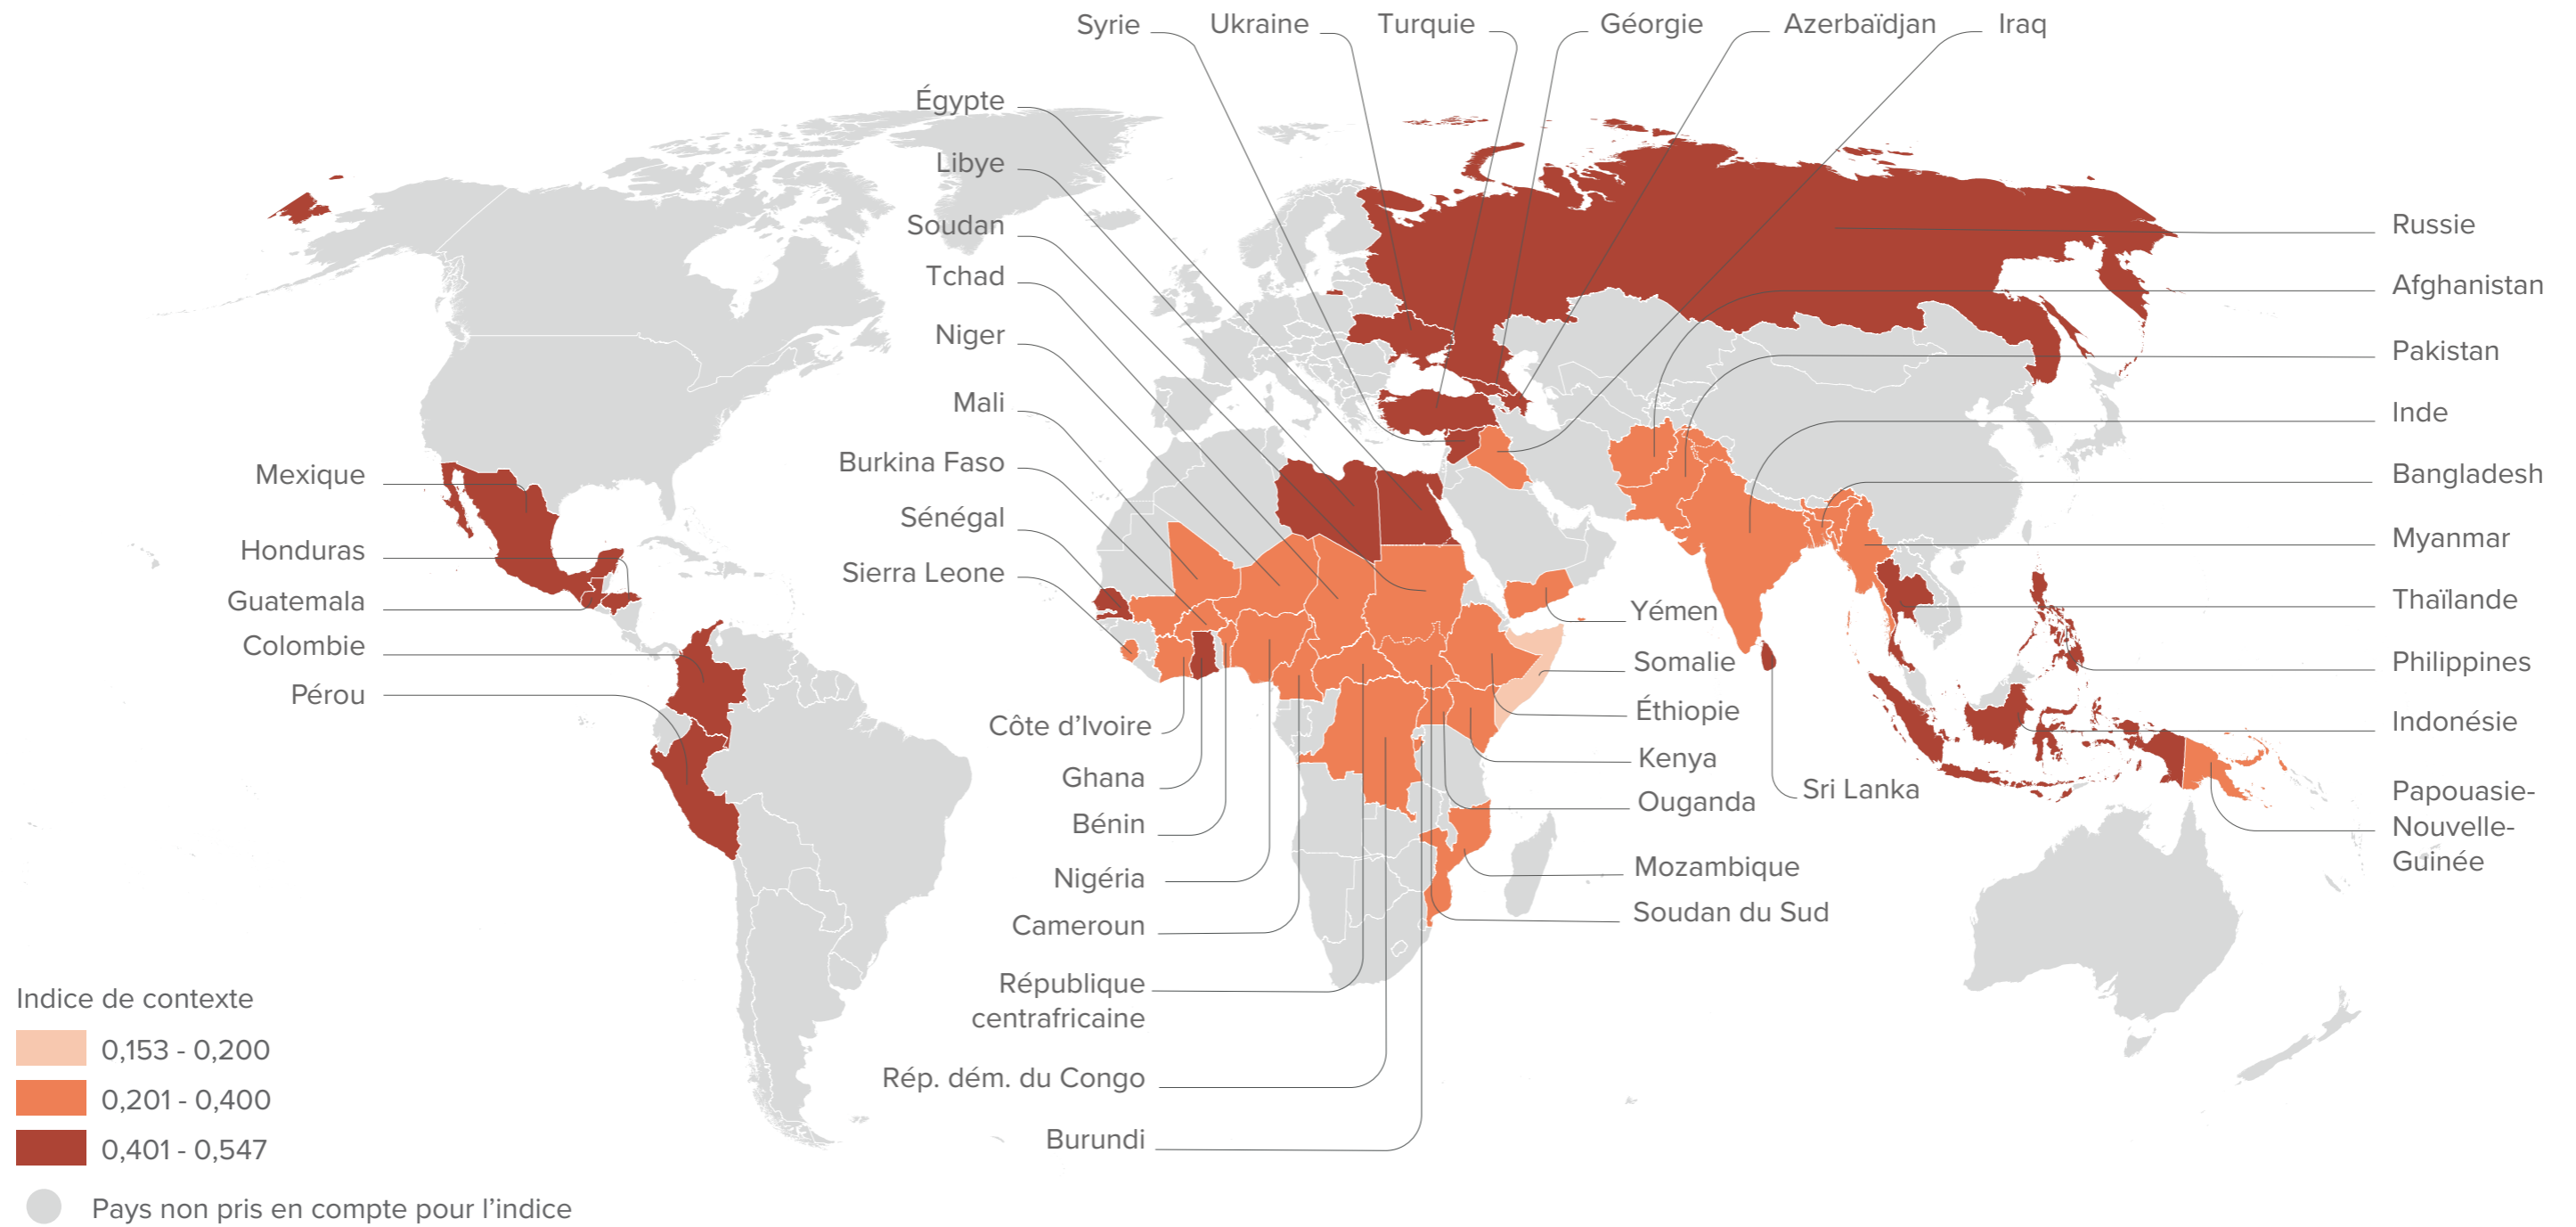 Syrie
Ukraine
Turquie
Géorgie
Azerbaïdjan
Iraq
Égypte
Libye
Soudan
Tchad
Niger
Mali
Burkina Faso
Sénégal
Sierra Leone
Mexique
Honduras
Guatemala
Colombie
Pérou
Côte d’Ivoire
Ghana
Bénin
Nigéria
Cameroun
République
centrafricaine
Rép. dém. du Congo
Burundi
Yémen
Somalie
Éthiopie
Kenya
Ouganda
Mozambique
Soudan du Sud
Sri Lanka
Russie
Afghanistan
Pakistan
Inde
Bangladesh
Myanmar
Thaïlande
Philippines
Indonésie
Papouasie-
Nouvelle-
Guinée
Indice de contexte
0,153 - 0,200
0,201 - 0,400
0,401 - 0,547
Pays non pris en compte pour l’indice